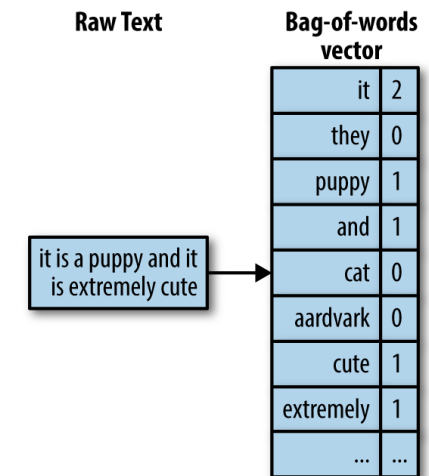 Raw Text
Bag-of-words
vector
it is a puppy and it
is extremely cute
it 2
they 0
puppy 1
and 1
cat 0
aardvark 0
cute 1
extremely 1
... ...